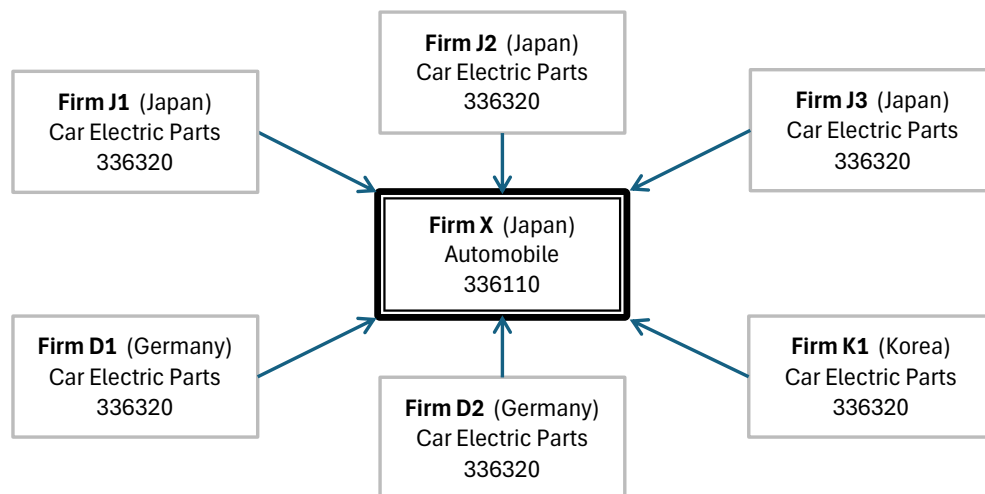 Firm J2 (Japan)
Car Electric Parts
336320
Firm J1 (Japan)
Car Electric Parts
336320
Firm J3 (Japan)
Car Electric Parts
336320
Firm X (Japan)
Automobile
336110
Firm D1 (Germany)
Car Electric Parts
336320
Firm D2 (Germany)
Car Electric Parts
336320
Firm K1 (Korea)
Car Electric Parts
336320